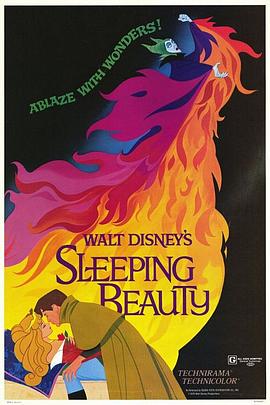 ABLAZE WITH WONDERS!
WALT DISNEY'S
SLEEPING
BEAUTY
G
TECHNIRAMA®
TECHNICOLOR®